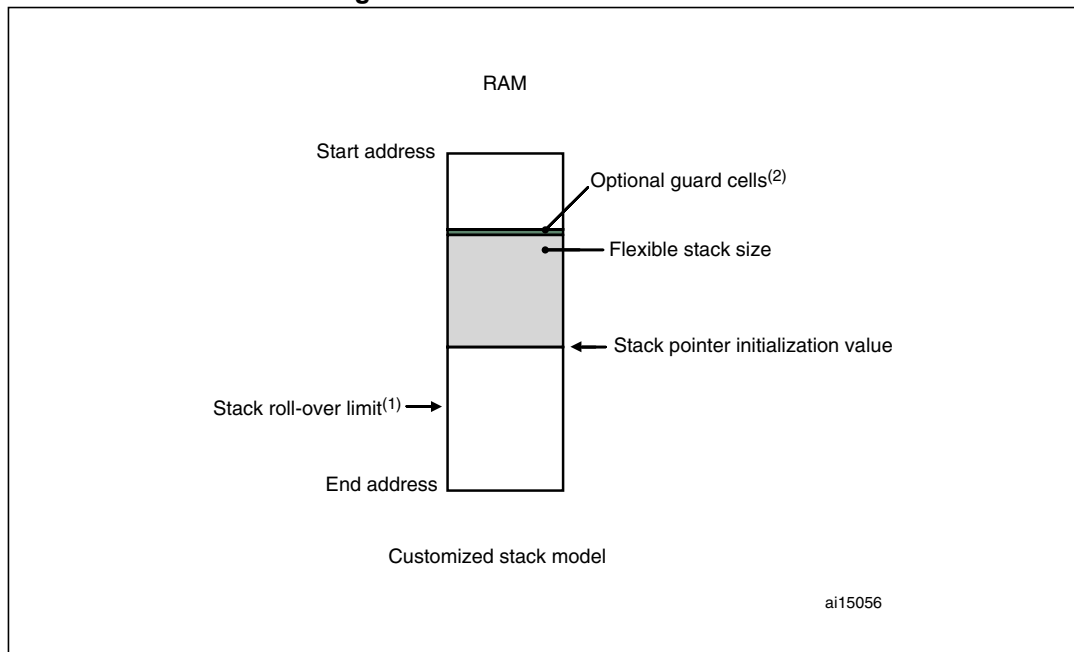 RAM
Start address
Optional guard cells(2)
Flexible stack size
Stack pointer initialization value
Stack roll-over limit(1)
End address
Customized stack model
ai15056